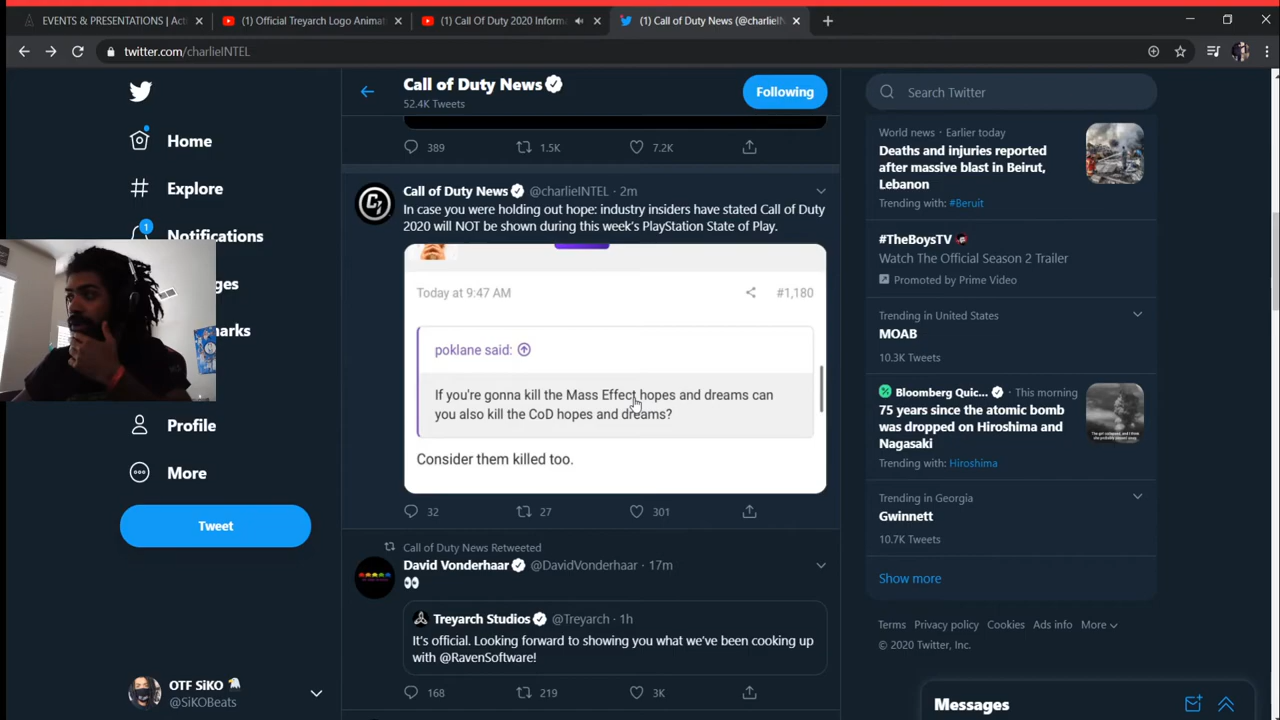 EVENTS & PRESENTATIONS | Acti
(1) Official Treyarch Logo Animati
(1) Call Of Duty 2020 Inform
(1) Call of Duty News (@charlieIN
twitter.com/charlieINTEL
Home
Explore
1
Notifications
ges
marks
Profile
More
Tweet
OTF SiKO
@SiKOBeats
Call of Duty News
52.4K Tweets
Following
389 1.5K 7.2K
Call of Duty News @charlieINTEL · 2m
In case you were holding out hope: industry insiders have stated Call of Duty
2020 will NOT be shown during this week's PlayStation State of Play.
Today at 9:47 AM #1,180
poklane said:
If you're gonna kill the Mass Effect hopes and dreams can
you also kill the CoD hopes and dreams?
Consider them killed too.
32 27 301
Call of Duty News Retweeted
David Vonderhaar @DavidVonderhaar · 17m
Treyarch Studios @Treyarch · 1h
It's official. Looking forward to showing you what we've been cooking up
with @RavenSoftware!
168 219 3K
Search Twitter
World news · Earlier today
Deaths and injuries reported
after massive blast in Beirut,
Lebanon
Trending with: #Beruit
#TheBoysTV
Watch The Official Season 2 Trailer
Promoted by Prime Video
Trending in United States
MOAB
10.3K Tweets
Bloomberg Quic... · This morning
75 years since the atomic bomb
was dropped on Hiroshima and
Nagasaki
Trending with: Hiroshima
Trending in Georgia
Gwinnett
10.7K Tweets
Show more
Terms Privacy policy Cookies Ads info More
© 2020 Twitter, Inc.
Messages